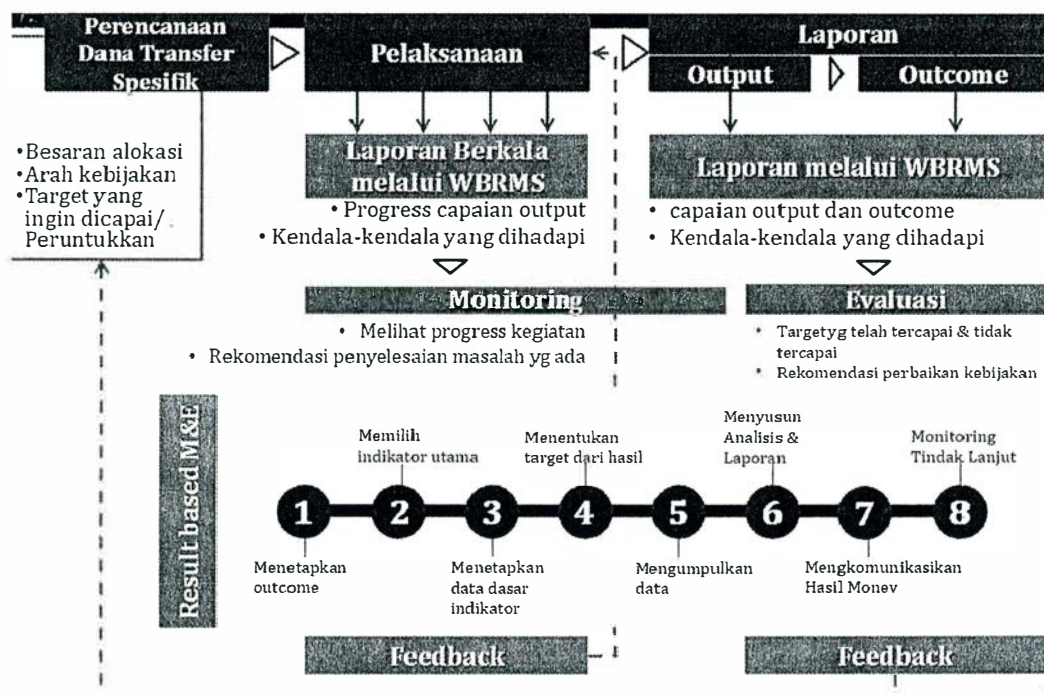 Perencanaan
Dana Transfer
Spesifik
Pelaksanaan
Laporan
Output
Outcome
•Besaran alokasi
•Arah kebijakan
•Target yang
ingin dicapai/
Peruntukkan
Laporan Berkala
melalui WBRMS
• Progress capaian output
• Kendala-kendala yang dihadapi
Laporan melalui WBRMS
• capaian output dan outcome
• Kendala-kendala yang dihadapi
Monitoring
• Melihat progress kegiatan
• Rekomendasi penyelesaian masalah yg ada
Evaluasi
• Targetyg telah tercapai & tidak
tercapai
• Rekomendasi perbaikan kebijakan
Result based M&E
Memilih
indikator utama
Menentukan
target dari hasil
Menyusun
Analisis &
Laporan
Monitoring
Tindak Lanjut
1 2 3 4 5 6 7 8
Menetapkan
outcome
Menetapkan
data dasar
indikator
Mengumpulkan
data
Mengkomunikasikan
Hasil Monev
Feedback
Feedback